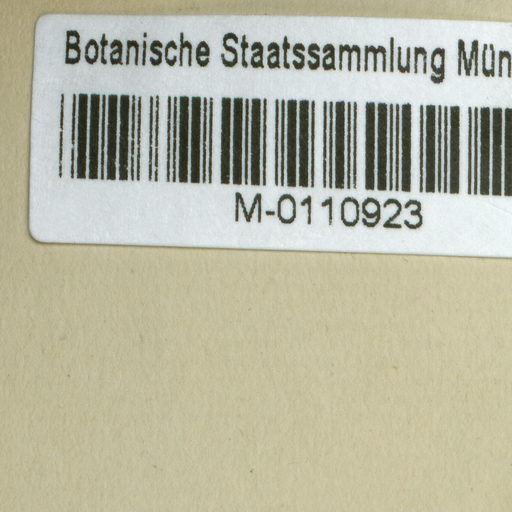 Botanische Staatssammlung Mün
M-0110923